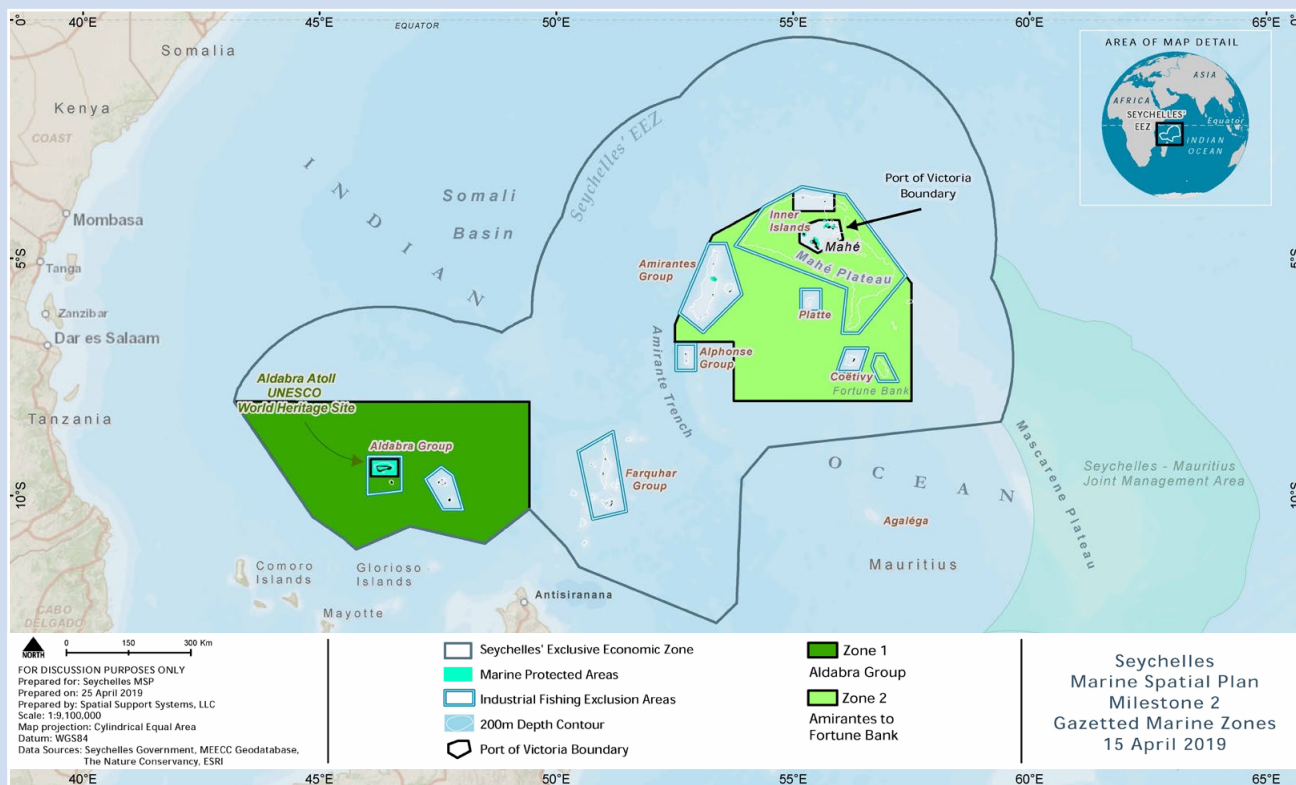 40°E
45°E
50°E
55°E
60°E
65°E
0°
0°
EQUATOR
Somalia
Kenya
COAST
Mombasa
Tanga
Zanzibar
Dar es Salaam
Tanzania
CABO
DELGADO
5°S
10°S
5°S
10°S
INDIAN
OCEAN
Somali
Basin
Seychelles' EEZ
AREA OF MAP DETAIL
ASIA
AFRICA
SEYCHELLES'
EEZ
Equator
INDIAN
OCEAN
Port of Victoria
Boundary
Inner
Islands
Mahé
Mahé Plateau
Amirantes
Group
Platte
Alphonse
Group
Coëtivy
Fortune Bank
Amirante Trench
Aldabra Atoll
UNESCO
World Heritage Site
Aldabra Group
Farquhar
Group
Mascarene Plateau
Seychelles - Mauritius
Joint Management Area
Agaléga
Mauritius
Comoro
Islands
Glorioso
Islands
Mayotte
Antisiranana
NORTH
0 150 300 Km
FOR DISCUSSION PURPOSES ONLY
Prepared for: Seychelles MSP
Prepared on: 25 April 2019
Prepared by: Spatial Support Systems, LLC
Scale: 1:9,100,000
Map projection: Cylindrical Equal Area
Datum: WGS84
Data Sources: Seychelles Government, MEECC Geodatabase,
The Nature Conservancy, ESRI
Seychelles' Exclusive Economic Zone
Marine Protected Areas
Industrial Fishing Exclusion Areas
200m Depth Contour
Port of Victoria Boundary
Zone 1
Aldabra Group
Zone 2
Amirantes to
Fortune Bank
Seychelles
Marine Spatial Plan
Milestone 2
Gazetted Marine Zones
15 April 2019
40°E
45°E
50°E
55°E
60°E
65°E